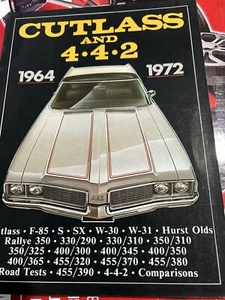 CUTLASS
AND
4•4•2
1964 1972
442
tlass • F-85 • S • SX • W-30 • W-31 • Hurst Olds
Rallye 350 • 330/290 • 330/310 • 350/310
350/325 • 400/300 • 400/345 • 400/350
400/365 • 455/320 • 455/370 • 455/380
Road Tests • 455/390 • 4-4-2 • Comparisons